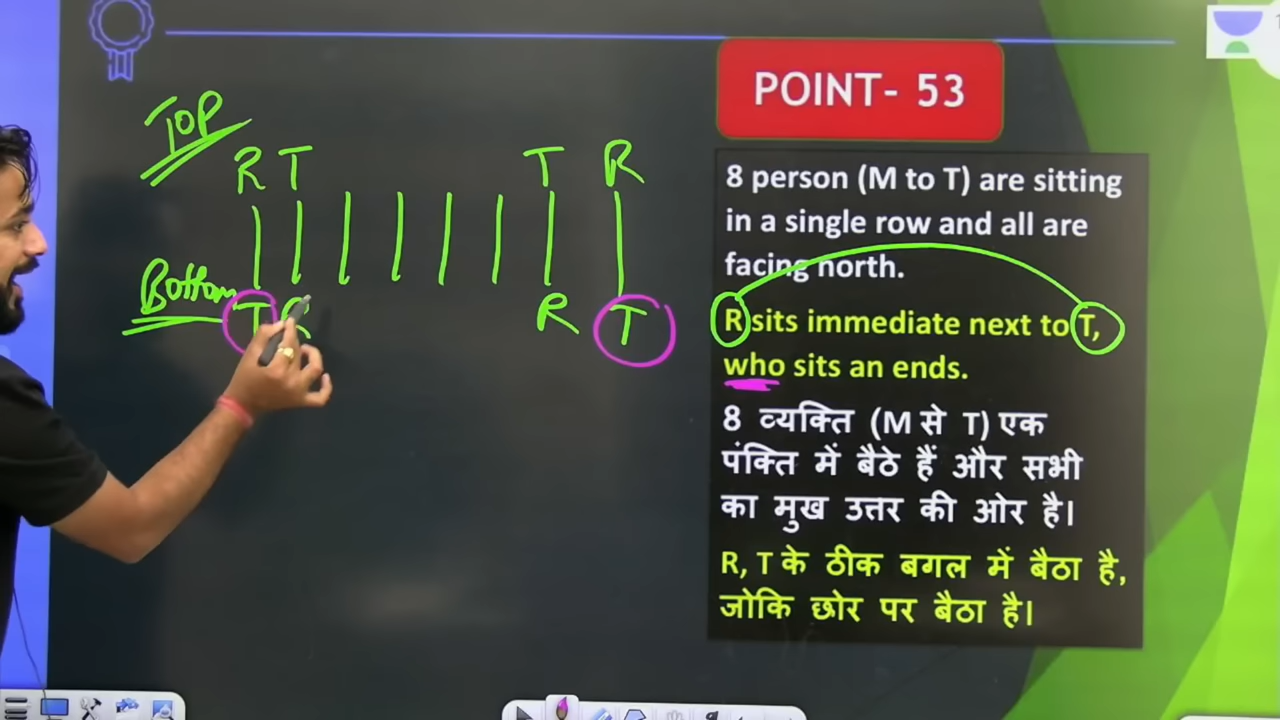 POINT- 53
TOP
R T T R
Bottom
T R R T
8 person (M to T) are sitting
in a single row and all are
facing north.
R sits immediate next to T,
who sits an ends.
8 व्यक्ति (M से T) एक
पंक्ति में बैठे हैं और सभी
का मुख उत्तर की ओर है।
R, T के ठीक बगल में बैठा है,
जोकि छोर पर बैठा है।